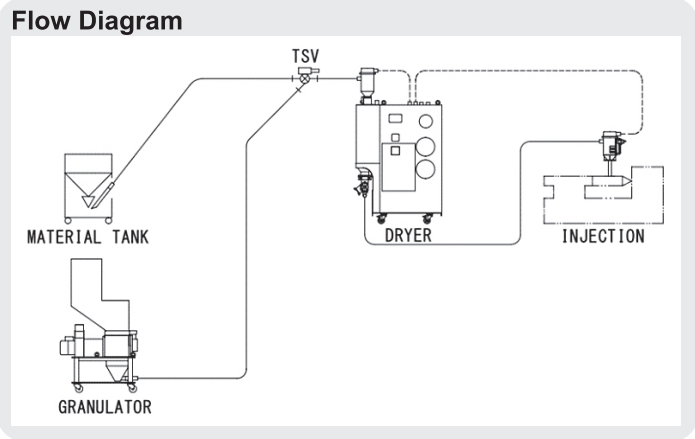 Flow Diagram
TSV
MATERIAL TANK
DRYER
INJECTION
GRANULATOR